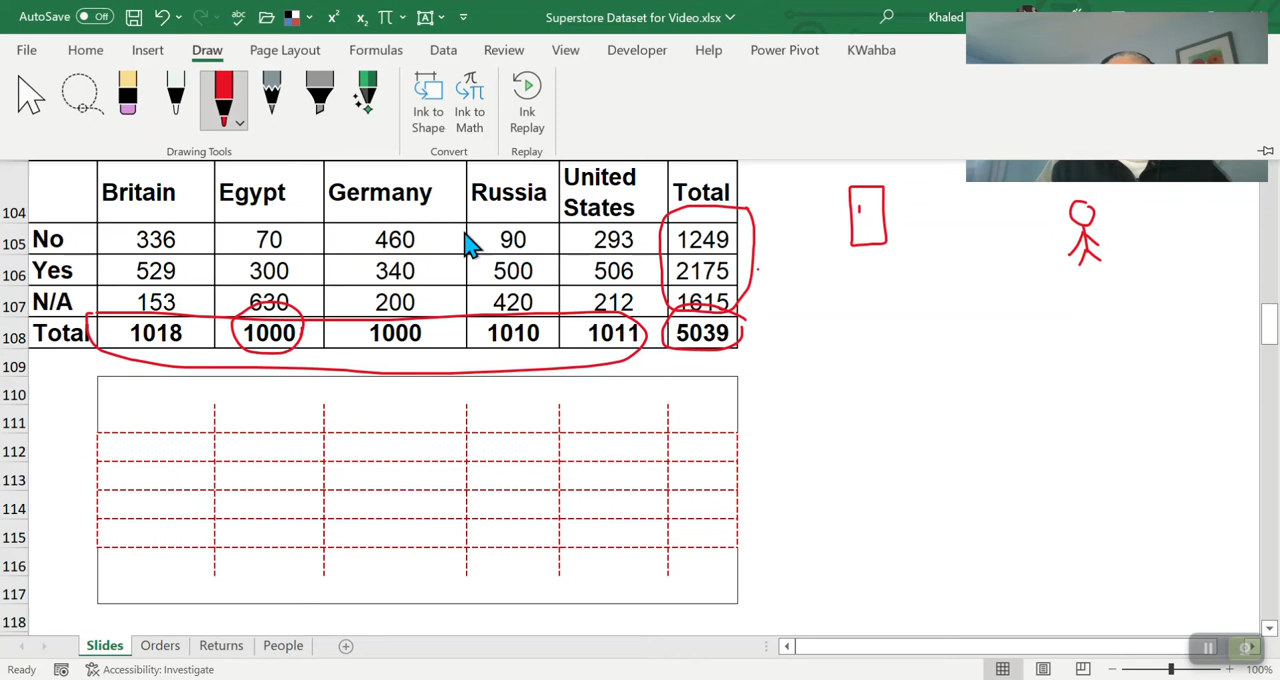 AutoSave Off abc x² x₂ π A Superstore Dataset for Video.xlsx Khaled
File Home Insert Draw Page Layout Formulas Data Review View Developer Help Power Pivot KWahba
Ink to Shape Ink to Math Ink Replay
Drawing Tools Convert Replay
104 Britain Egypt Germany Russia United States Total
105 No 336 70 460 90 293 1249
106 Yes 529 300 340 500 506 2175
107 N/A 153 630 200 420 212 1615
108 Total 1018 1000 1000 1010 1011 5039
109
110
111
112
113
114
115
116
117
118
Slides Orders Returns People
Ready Accessibility: Investigate 100%